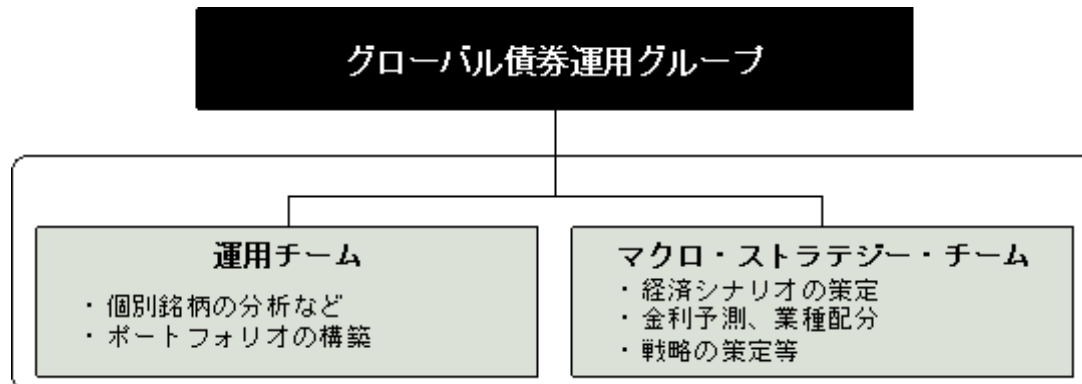 グローバル債券運用グループ
運用チーム
・個別銘柄の分析など
・ポートフォリオの構築
マクロ・ストラテジー・チーム
・経済シナリオの策定
・金利予測、業種配分
・戦略の策定等